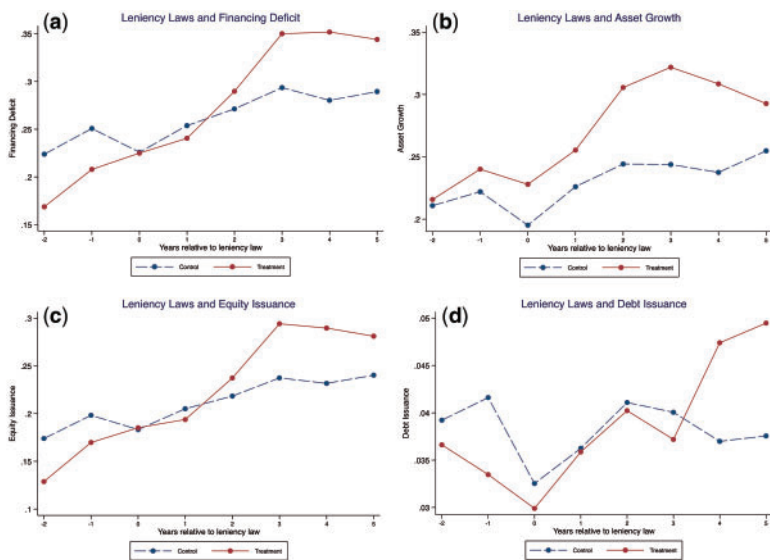 (a)
Leniency Laws and Financing Deficit
Financing Deficit
.35
.3
.25
.2
.15
-2 -1 0 1 2 3 4 5
Years relative to leniency law
Control Treatment
(b)
Leniency Laws and Asset Growth
Asset Growth
.3
.25
.2
-2 -1 0 1 2 3 4 5
Years relative to leniency law
Control Treatment
(c)
Leniency Laws and Equity Issuance
Equity Issuance
.3
.25
.2
.15
.1
-2 -1 0 1 2 3 4 5
Years relative to leniency law
Control Treatment
(d)
Leniency Laws and Debt Issuance
Debt Issuance
.05
.045
.04
.035
.03
-2 -1 0 1 2 3 4 5
Years relative to leniency law
Control Treatment